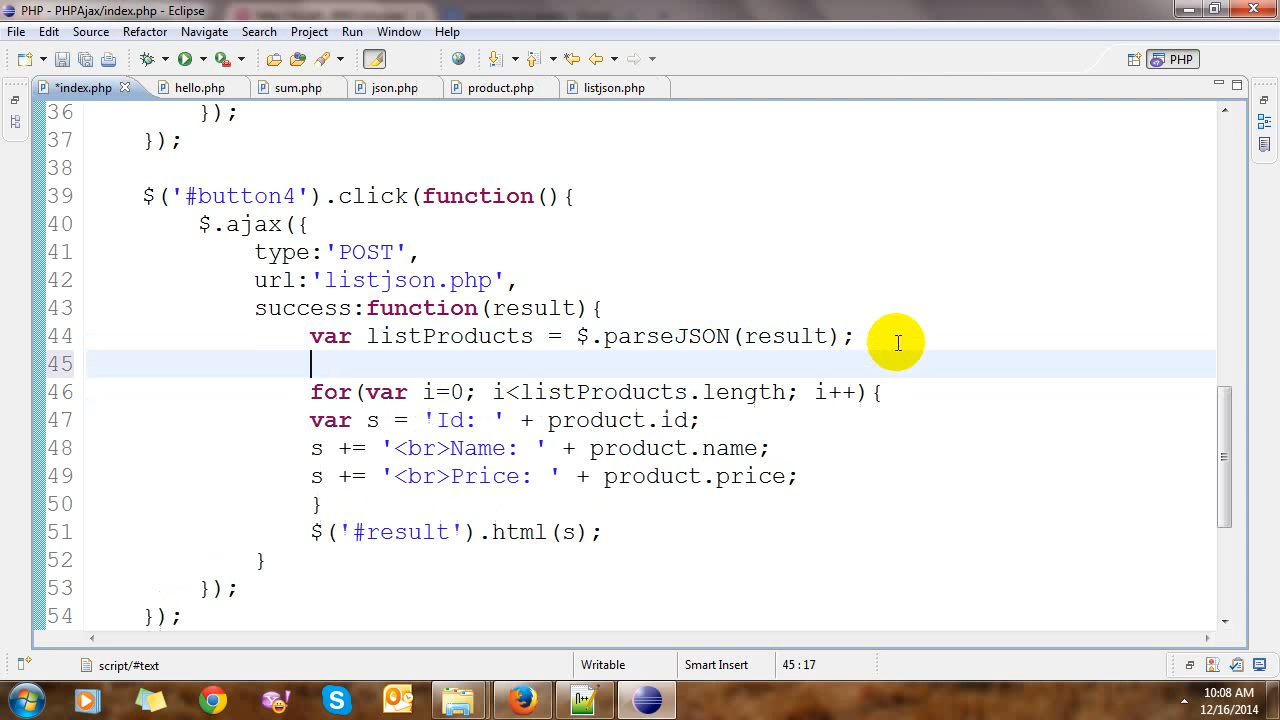 PHP - PHPAjax/index.php - Eclipse
File Edit Source Refactor Navigate Search Project Run Window Help
PHP
*index.php hello.php sum.php json.php product.php listjson.php
36 });
37 });
38
39 $('#button4').click(function(){
40 $.ajax({
41 type:'POST',
42 url:'listjson.php',
43 success:function(result){
44 var listProducts = $.parseJSON(result);
45
46 for(var i=0; i<listProducts.length; i++){
47 var s = 'Id: ' + product.id;
48 s += '<br>Name: ' + product.name;
49 s += '<br>Price: ' + product.price;
50 }
51 $('#result').html(s);
52 }
53 });
54 });
script/#text Writable Smart Insert 45 : 17
10:08 AM
12/16/2014